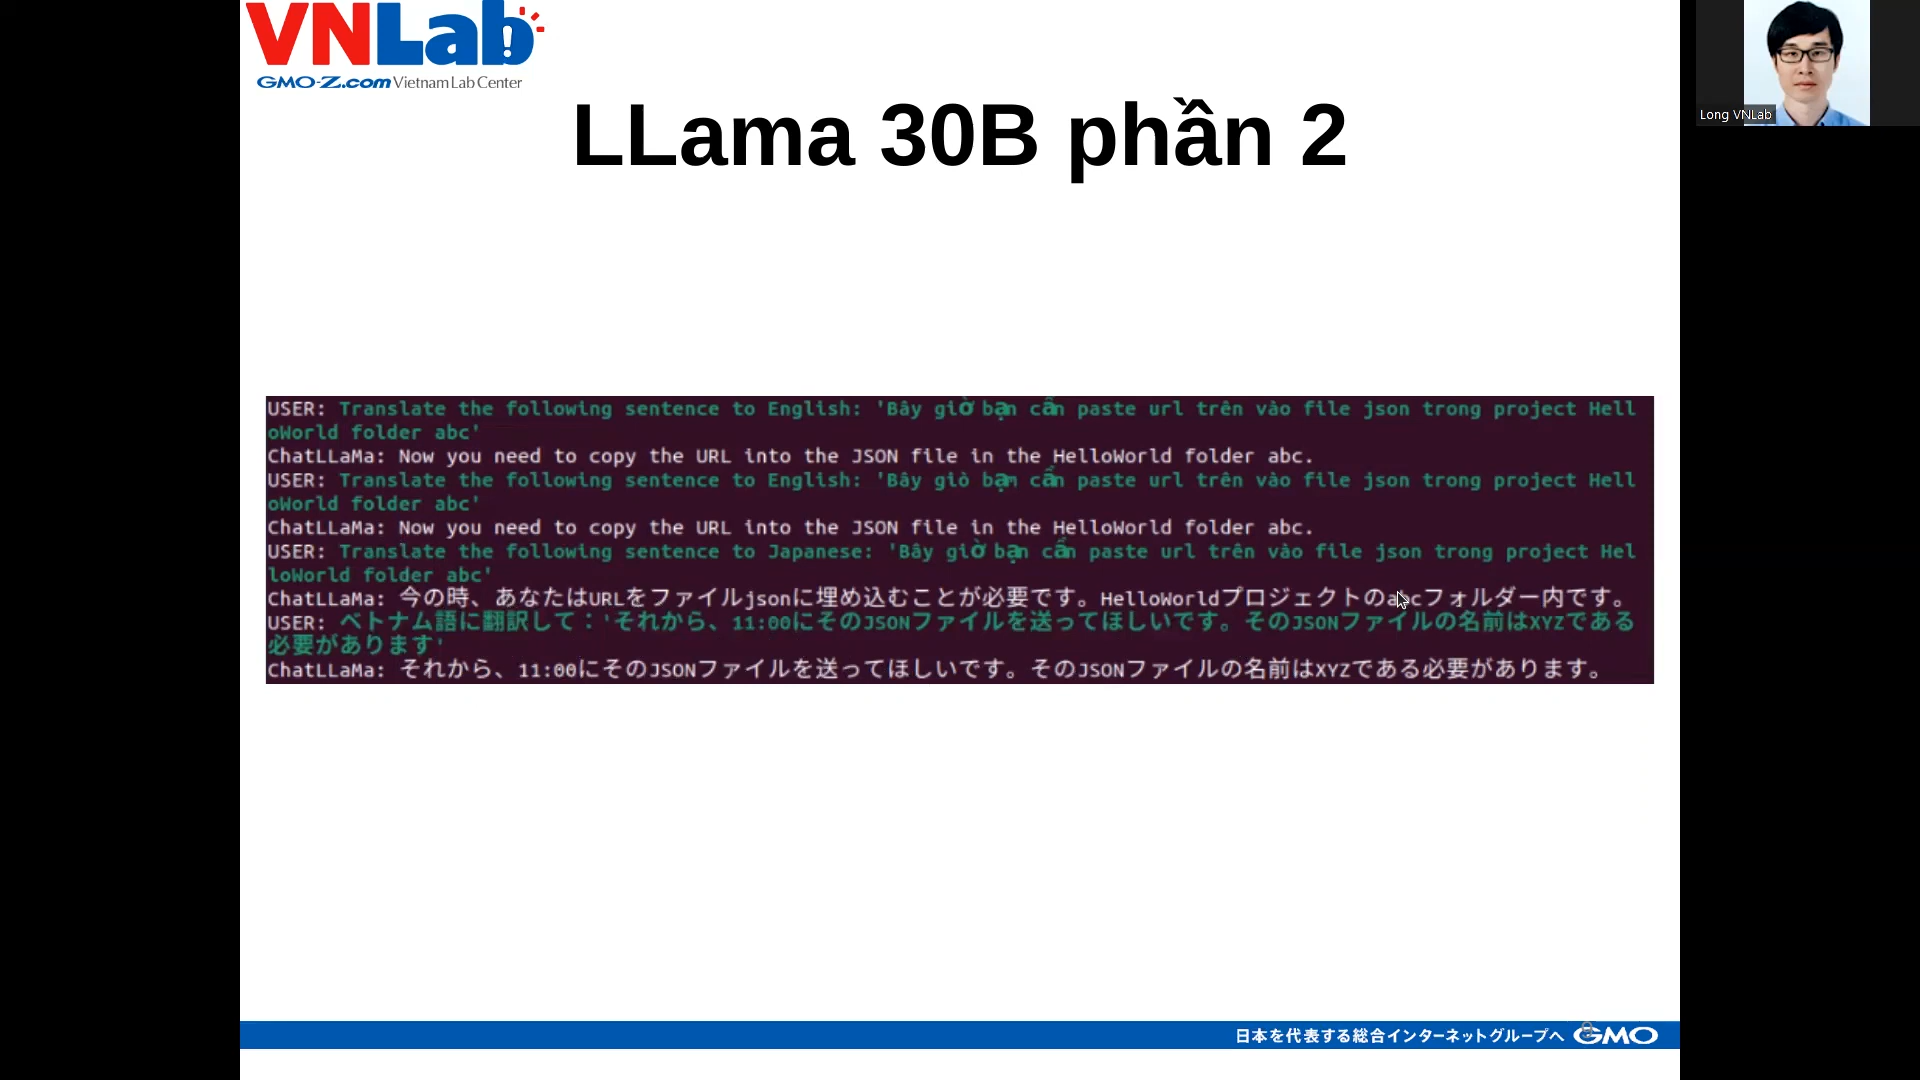 VNLab!
GMO-Z.com Vietnam Lab Center
Long VNLab
LLama 30B phần 2
USER: Translate the following sentence to English: 'Bây giờ bạn cần paste url trên vào file json trong project Hell
oWorld folder abc'
ChatLLaMa: Now you need to copy the URL into the JSON file in the HelloWorld folder abc.
USER: Translate the following sentence to English: 'Bây giò bạn cần paste url trên vào file json trong project Hell
oWorld folder abc'
ChatLLaMa: Now you need to copy the URL into the JSON file in the HelloWorld folder abc.
USER: Translate the following sentence to Japanese: 'Bây giờ bạn cần paste url trên vào file json trong project Hel
loWorld folder abc'
ChatLLaMa: 今の時、あなたはURLをファイルjsonに埋め込むことが必要です。HelloWorldプロジェクトのabcフォルダー内です。
USER: ベトナム語に翻訳して：'それから、11:00にそのJSONファイルを送ってほしいです。そのJSONファイルの名前はXYZである
必要があります'
ChatLLaMa: それから、11:00にそのJSONファイルを送ってほしいです。そのJSONファイルの名前はXYZである必要があります。
日本を代表する総合インターネットグループへ GMO
9